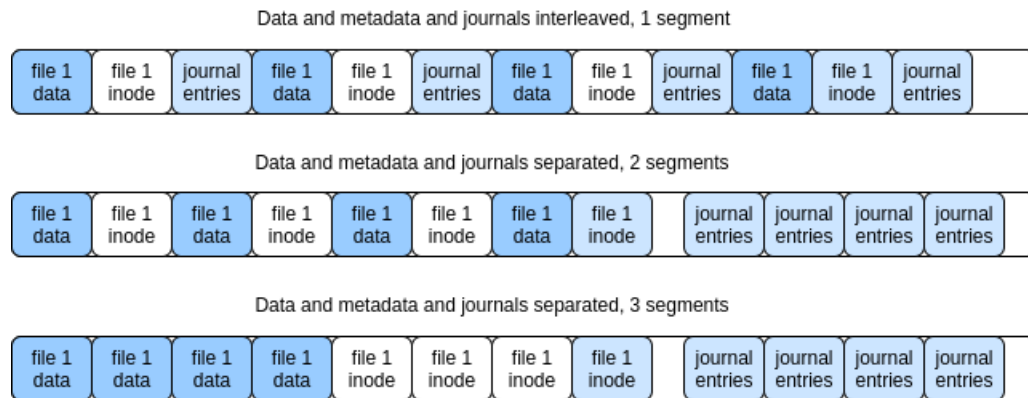 Data and metadata and journals interleaved, 1 segment
file 1 data
file 1 inode
journal entries
file 1 data
file 1 inode
journal entries
file 1 data
file 1 inode
journal entries
file 1 data
file 1 inode
journal entries
Data and metadata and journals separated, 2 segments
file 1 data
file 1 inode
file 1 data
file 1 inode
file 1 data
file 1 inode
file 1 data
file 1 inode
journal entries
journal entries
journal entries
journal entries
Data and metadata and journals separated, 3 segments
file 1 data
file 1 data
file 1 data
file 1 data
file 1 inode
file 1 inode
file 1 inode
file 1 inode
journal entries
journal entries
journal entries
journal entries